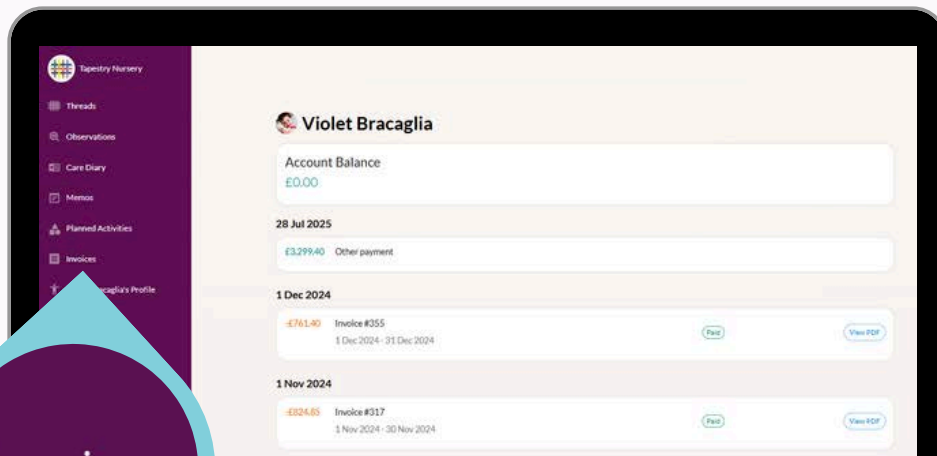 Tapestry Nursery
Threads
Observations
Care Diary
Memos
Planned Activities
Invoices
Profile
Violet Bracaglia
Account Balance
£0.00
28 Jul 2025
£3,299.40 Other payment
1 Dec 2024
-£761.40 Invoice #355 Paid View PDF
1 Dec 2024 - 31 Dec 2024
1 Nov 2024
-£824.85 Invoice #317 Paid View PDF
1 Nov 2024 - 30 Nov 2024